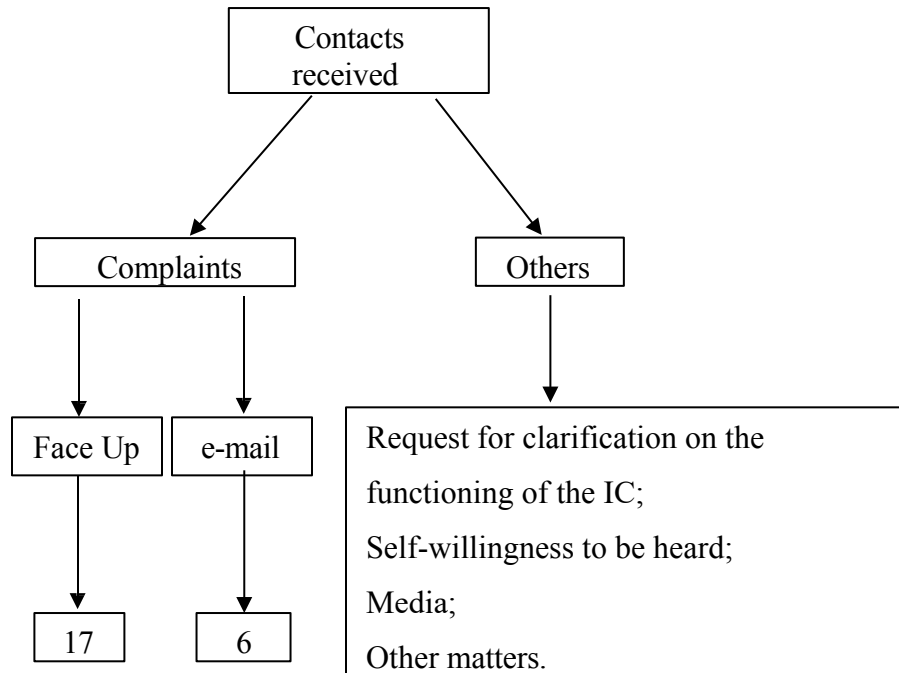 Contacts
received
Complaints
Others
Face Up
e-mail
Request for clarification on the
functioning of the IC;
Self-willingness to be heard;
Media;
Other matters.
17
6